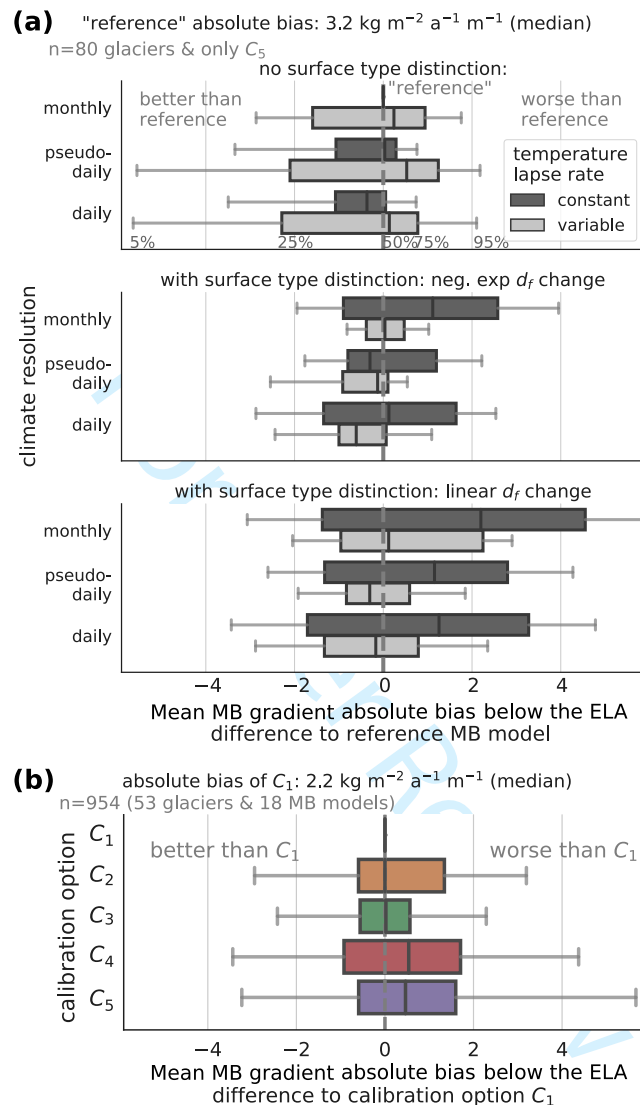 (a)
"reference" absolute bias: 3.2 kg m⁻² a⁻¹ m⁻¹ (median)
n=80 glaciers & only C₅
no surface type distinction:
"reference"
better than
reference
worse than
reference
monthly
pseudo-
daily
daily
temperature
lapse rate
constant
variable
5%
25%
50%
75%
95%
with surface type distinction: neg. exp d_f change
climate resolution
monthly
pseudo-
daily
daily
with surface type distinction: linear d_f change
monthly
pseudo-
daily
daily
−4 −2 0 2 4
Mean MB gradient absolute bias below the ELA
difference to reference MB model
(b)
absolute bias of C₁: 2.2 kg m⁻² a⁻¹ m⁻¹ (median)
n=954 (53 glaciers & 18 MB models)
better than C₁
worse than C₁
calibration option
C₁
C₂
C₃
C₄
C₅
−4 −2 0 2 4
Mean MB gradient absolute bias below the ELA
difference to calibration option C₁